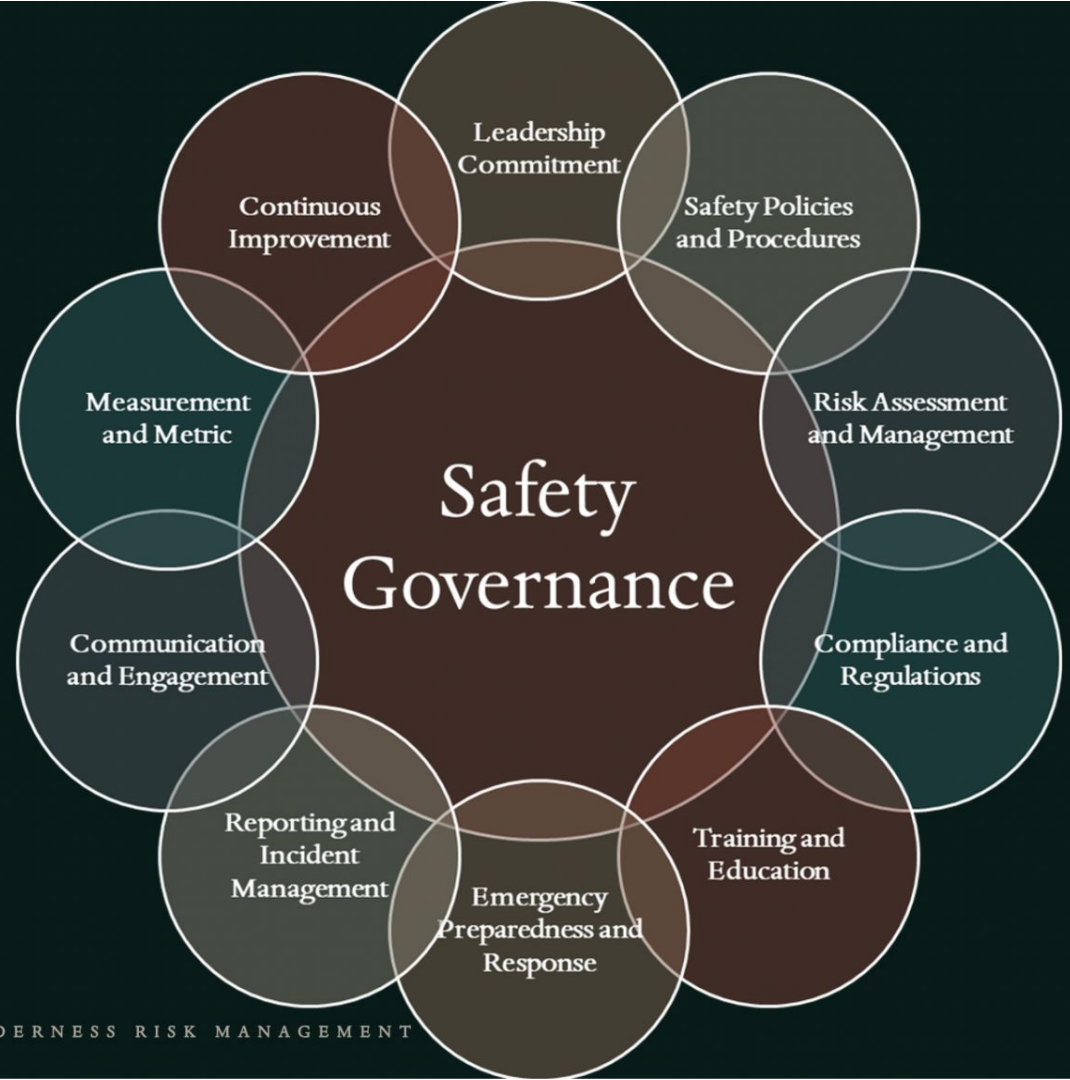 Leadership
Commitment
Safety Policies
and Procedures
Risk Assessment
and Management
Compliance and
Regulations
Training and
Education
Emergency
Preparedness and
Response
Reporting and
Incident
Management
Communication
and Engagement
Measurement
and Metric
Continuous
Improvement
Safety
Governance
DERNESS RISK MANAGEMENT